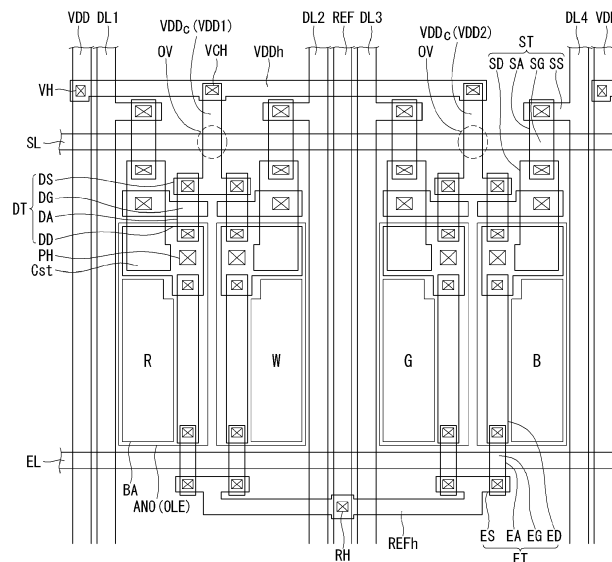 VDD DL1 DL2 REF DL3 DL4 VDD
VDDc(VDD1) VDDc(VDD2)
OV VCH VDDh OV ST
SD SA SG SS
VH
SL
DS
DG
DT
DA
DD
PH
Cst
R W G B
EL
BA
ANO(OLE)
RH REFh ES EA EG ED
ET